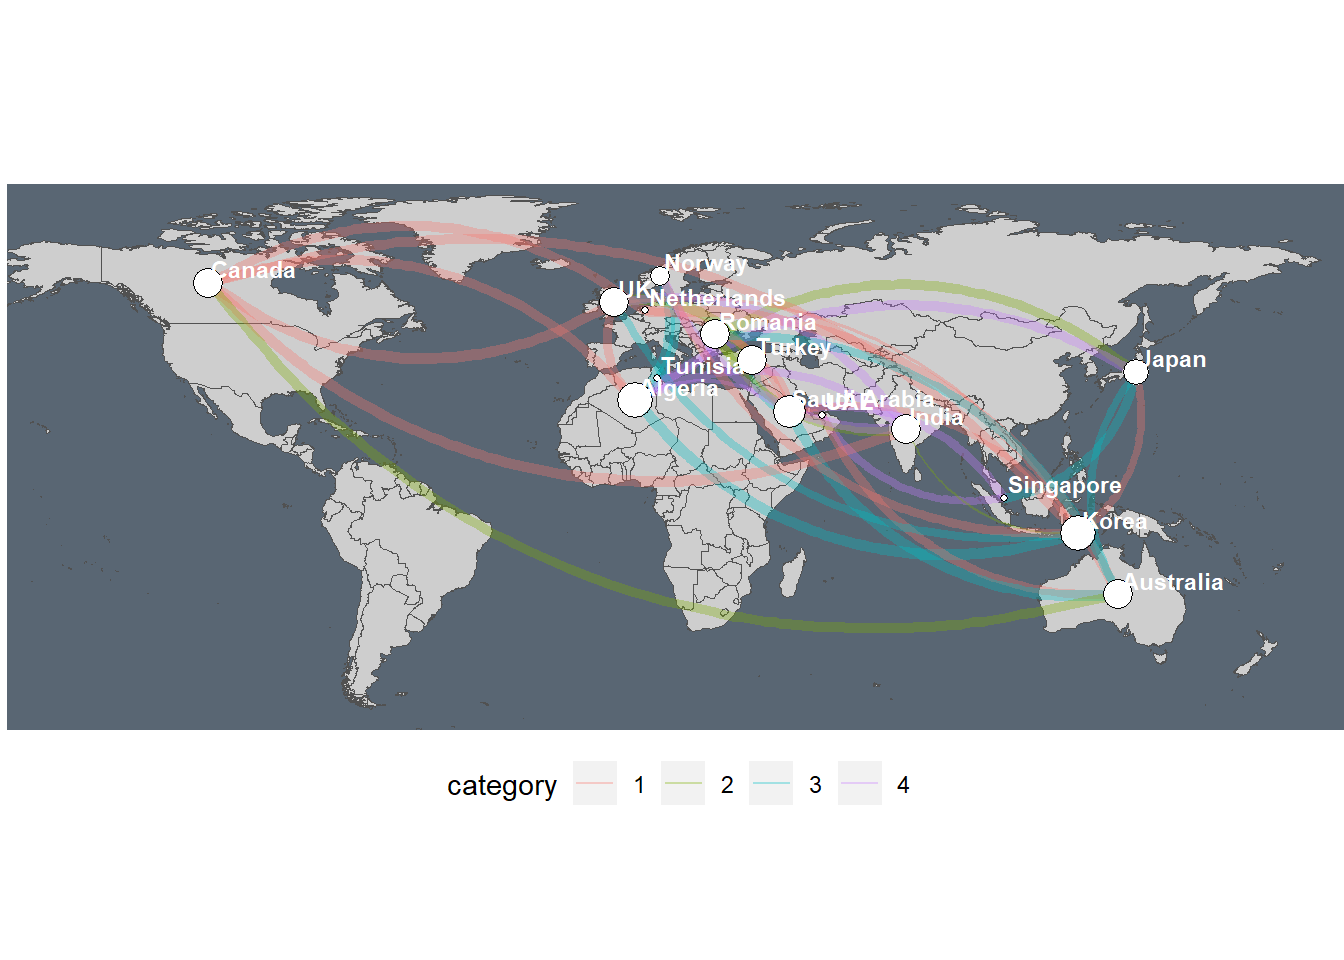 Canada
Norway
UK
Netherlands
Romania
Turkey
Japan
Tunisia
Algeria
Saudi Arabia
UAE
India
Singapore
Korea
Australia
category 1 2 3 4